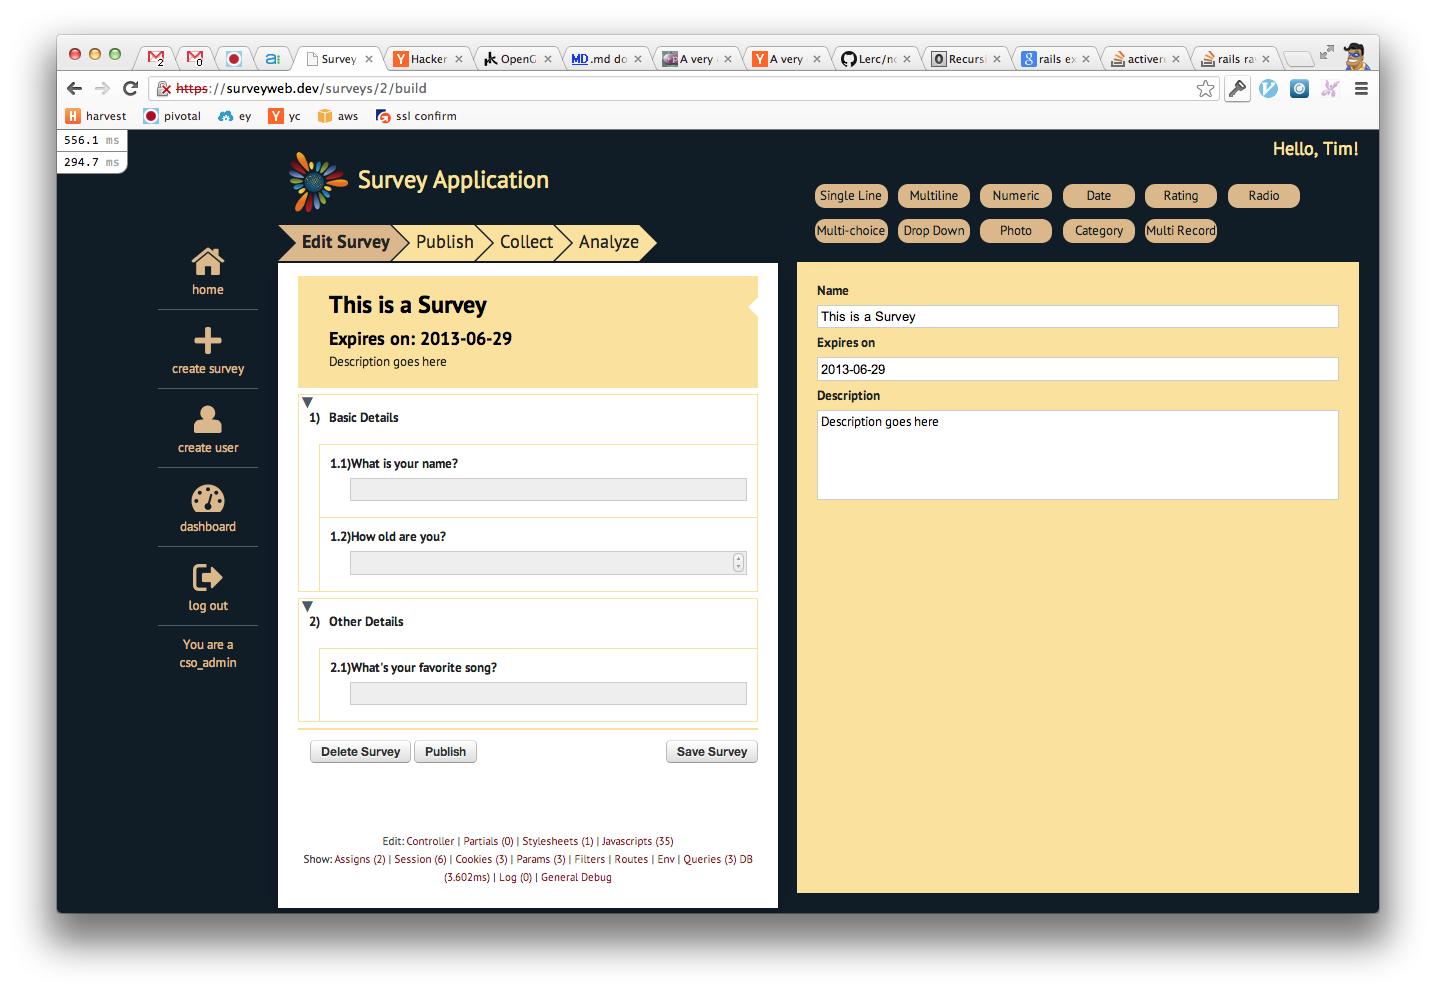 2
0
Survey
Hacker
OpenG
MD .md do
A very
A very
Lerc/no
Recursi
rails ex
activer
rails ra
https://surveyweb.dev/surveys/2/build
harvest
pivotal
ey
yc
aws
ssl confirm
556.1 ms
294.7 ms
Hello, Tim!
Survey Application
Single Line
Multiline
Numeric
Date
Rating
Radio
Multi-choice
Drop Down
Photo
Category
Multi Record
Edit Survey
Publish
Collect
Analyze
home
create survey
create user
dashboard
log out
You are a
cso_admin
This is a Survey
Expires on: 2013-06-29
Description goes here
1) Basic Details
1.1)What is your name?
1.2)How old are you?
2) Other Details
2.1)What's your favorite song?
Delete Survey
Publish
Save Survey
Edit: Controller | Partials (0) | Stylesheets (1) | Javascripts (35)
Show: Assigns (2) | Session (6) | Cookies (3) | Params (3) | Filters | Routes | Env | Queries (3) DB
(3.602ms) | Log (0) | General Debug
Name
This is a Survey
Expires on
2013-06-29
Description
Description goes here